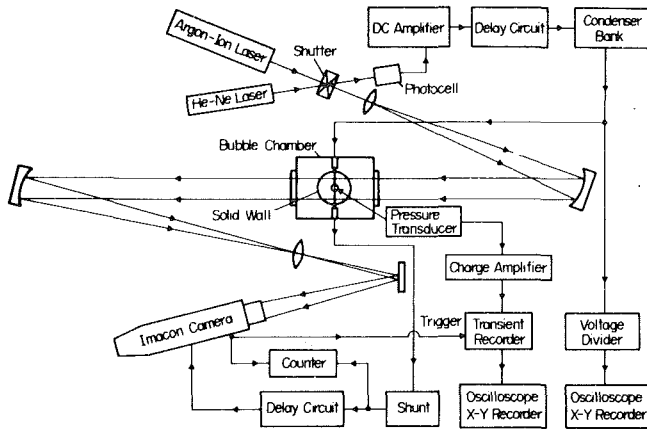 Argon-Ion Laser
Shutter
DC Amplifier
Delay Circuit
Condenser
Bank
He-Ne Laser
Photocell
Bubble Chamber
Solid Wall
Pressure
Transducer
Charge Amplifier
Imacon Camera
Trigger
Transient
Recorder
Voltage
Divider
Counter
Delay Circuit
Shunt
Oscilloscope
X-Y Recorder
Oscilloscope
X-Y Recorder